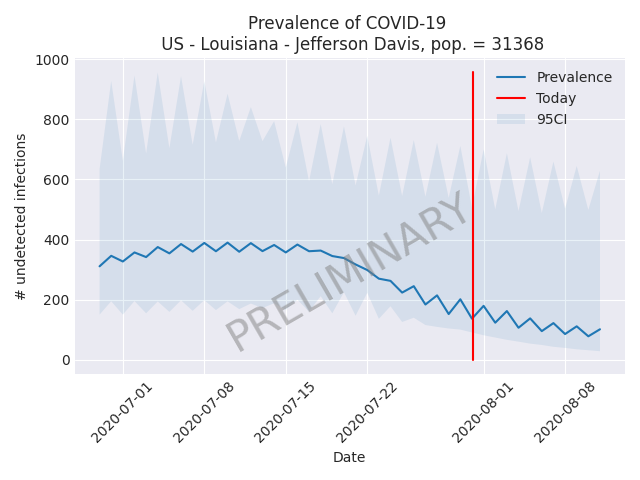 Prevalence of COVID-19
US - Louisiana - Jefferson Davis, pop. = 31368
# undetected infections
1000
800
600
400
200
0
Prevalence
Today
95CI
PRELIMINARY
2020-07-01
2020-07-08
2020-07-15
2020-07-22
2020-08-01
2020-08-08
Date